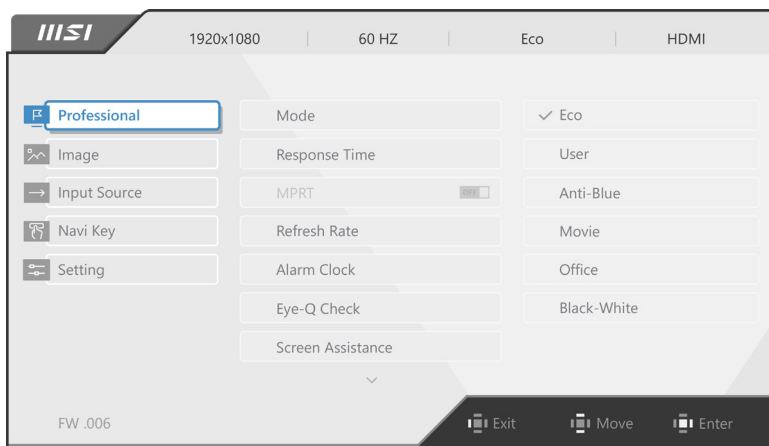 msi 1920x1080 60 HZ Eco HDMI
Professional Mode Eco
Image Response Time User
Input Source MPRT OFF Anti-Blue
Navi Key Refresh Rate Movie
Setting Alarm Clock Office
Eye-Q Check Black-White
Screen Assistance
FW .006 Exit Move Enter